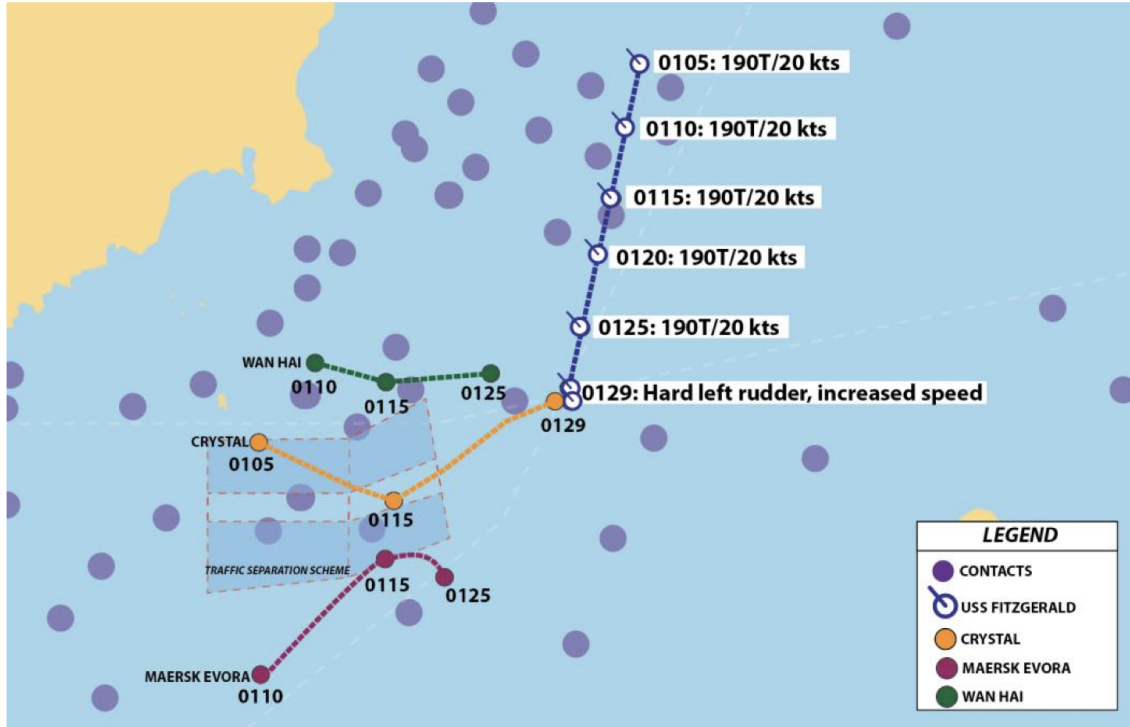 0105: 190T/20 kts
0110: 190T/20 kts
0115: 190T/20 kts
0120: 190T/20 kts
0125: 190T/20 kts
WAN HAI
0110
0115
0125
0129: Hard left rudder, increased speed
0129
CRYSTAL
0105
0115
TRAFFIC SEPARATION SCHEME
0115
0125
MAERSK EVORA
0110
LEGEND
CONTACTS
USS FITZGERALD
CRYSTAL
MAERSK EVORA
WAN HAI